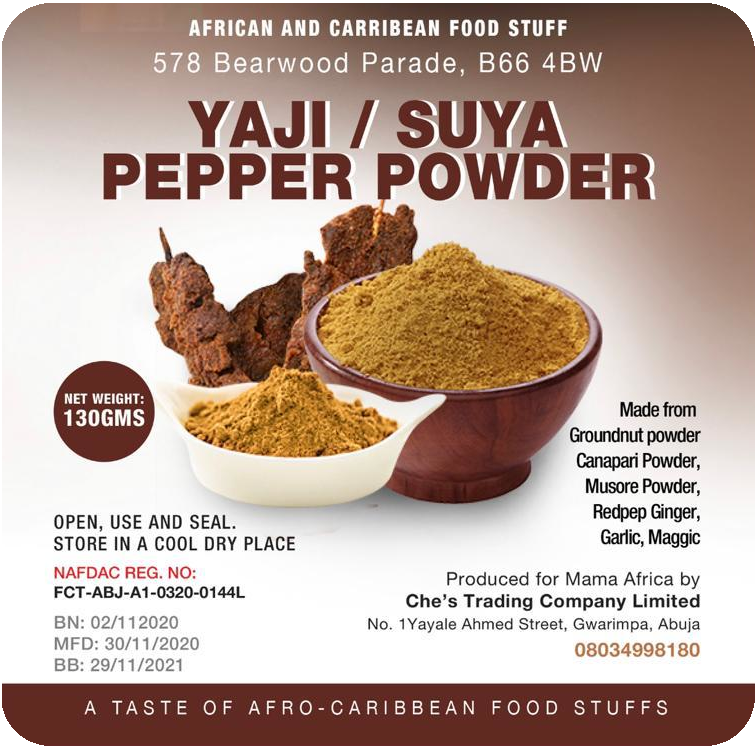 AFRICAN AND CARRIBEAN FOOD STUFF
578 Bearwood Parade, B66 4BW
YAJI / SUYA
PEPPER POWDER
NET WEIGHT:
130GMS
Made from
Groundnut powder
Canapari Powder,
Musore Powder,
Redpep Ginger,
Garlic, Maggic
OPEN, USE AND SEAL.
STORE IN A COOL DRY PLACE
NAFDAC REG. NO:
FCT-ABJ-A1-0320-0144L
BN: 02/112020
MFD: 30/11/2020
BB: 29/11/2021
Produced for Mama Africa by
Che's Trading Company Limited
No. 1Yayale Ahmed Street, Gwarimpa, Abuja
08034998180
A TASTE OF AFRO-CARIBBEAN FOOD STUFFS